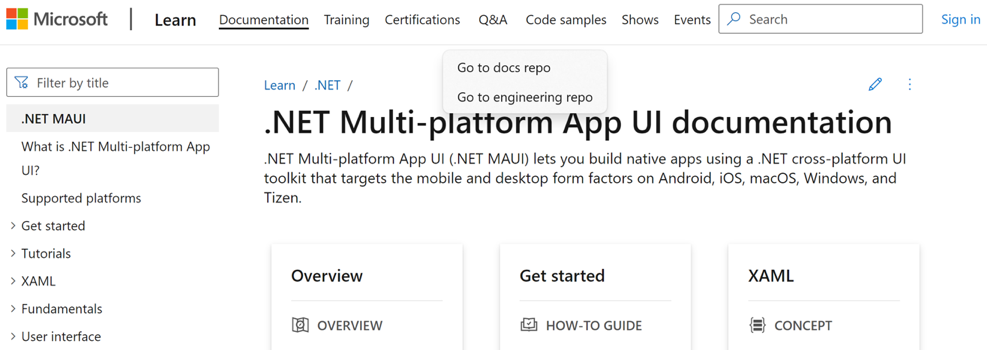 Microsoft
Learn
Documentation
Training
Certifications
Q&A
Code samples
Shows
Events
Search
Sign in
Go to docs repo
Go to engineering repo
Filter by title
.NET MAUI
What is .NET Multi-platform App
UI?
Supported platforms
Get started
Tutorials
XAML
Fundamentals
User interface
Learn / .NET /
.NET Multi-platform App UI documentation
.NET Multi-platform App UI (.NET MAUI) lets you build native apps using a .NET cross-platform UI
toolkit that targets the mobile and desktop form factors on Android, iOS, macOS, Windows, and
Tizen.
Overview
OVERVIEW
Get started
HOW-TO GUIDE
XAML
CONCEPT